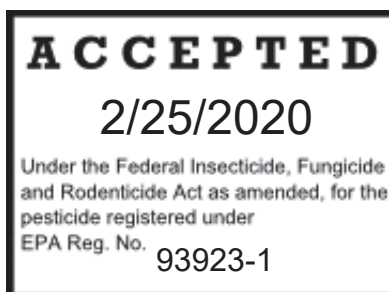 ACCEPTED
2/25/2020
Under the Federal Insecticide, Fungicide
and Rodenticide Act as amended, for the
pesticide registered under
EPA Reg. No. 93923-1